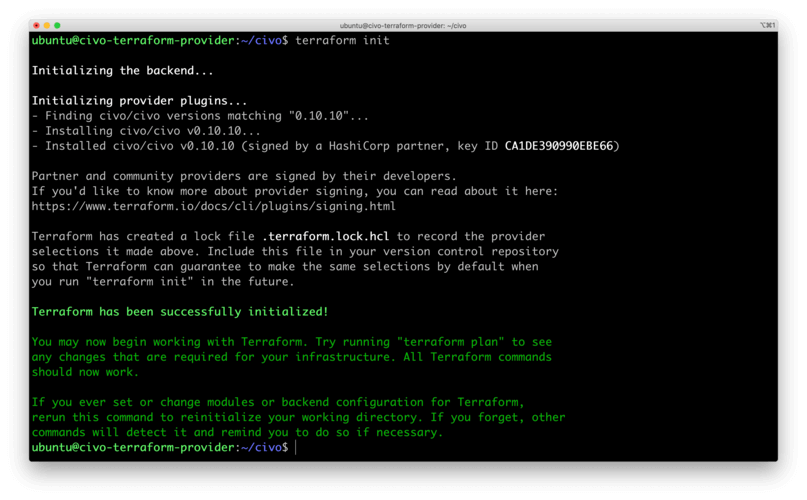 ubuntu@civo-terraform-provider: ~/civo
⌥⌘1
ubuntu@civo-terraform-provider:~/civo$ terraform init
Initializing the backend...
Initializing provider plugins...
- Finding civo/civo versions matching "0.10.10"...
- Installing civo/civo v0.10.10...
- Installed civo/civo v0.10.10 (signed by a HashiCorp partner, key ID CA1DE390990EBE66)
Partner and community providers are signed by their developers.
If you'd like to know more about provider signing, you can read about it here:
https://www.terraform.io/docs/cli/plugins/signing.html
Terraform has created a lock file .terraform.lock.hcl to record the provider
selections it made above. Include this file in your version control repository
so that Terraform can guarantee to make the same selections by default when
you run "terraform init" in the future.
Terraform has been successfully initialized!
You may now begin working with Terraform. Try running "terraform plan" to see
any changes that are required for your infrastructure. All Terraform commands
should now work.
If you ever set or change modules or backend configuration for Terraform,
rerun this command to reinitialize your working directory. If you forget, other
commands will detect it and remind you to do so if necessary.
ubuntu@civo-terraform-provider:~/civo$